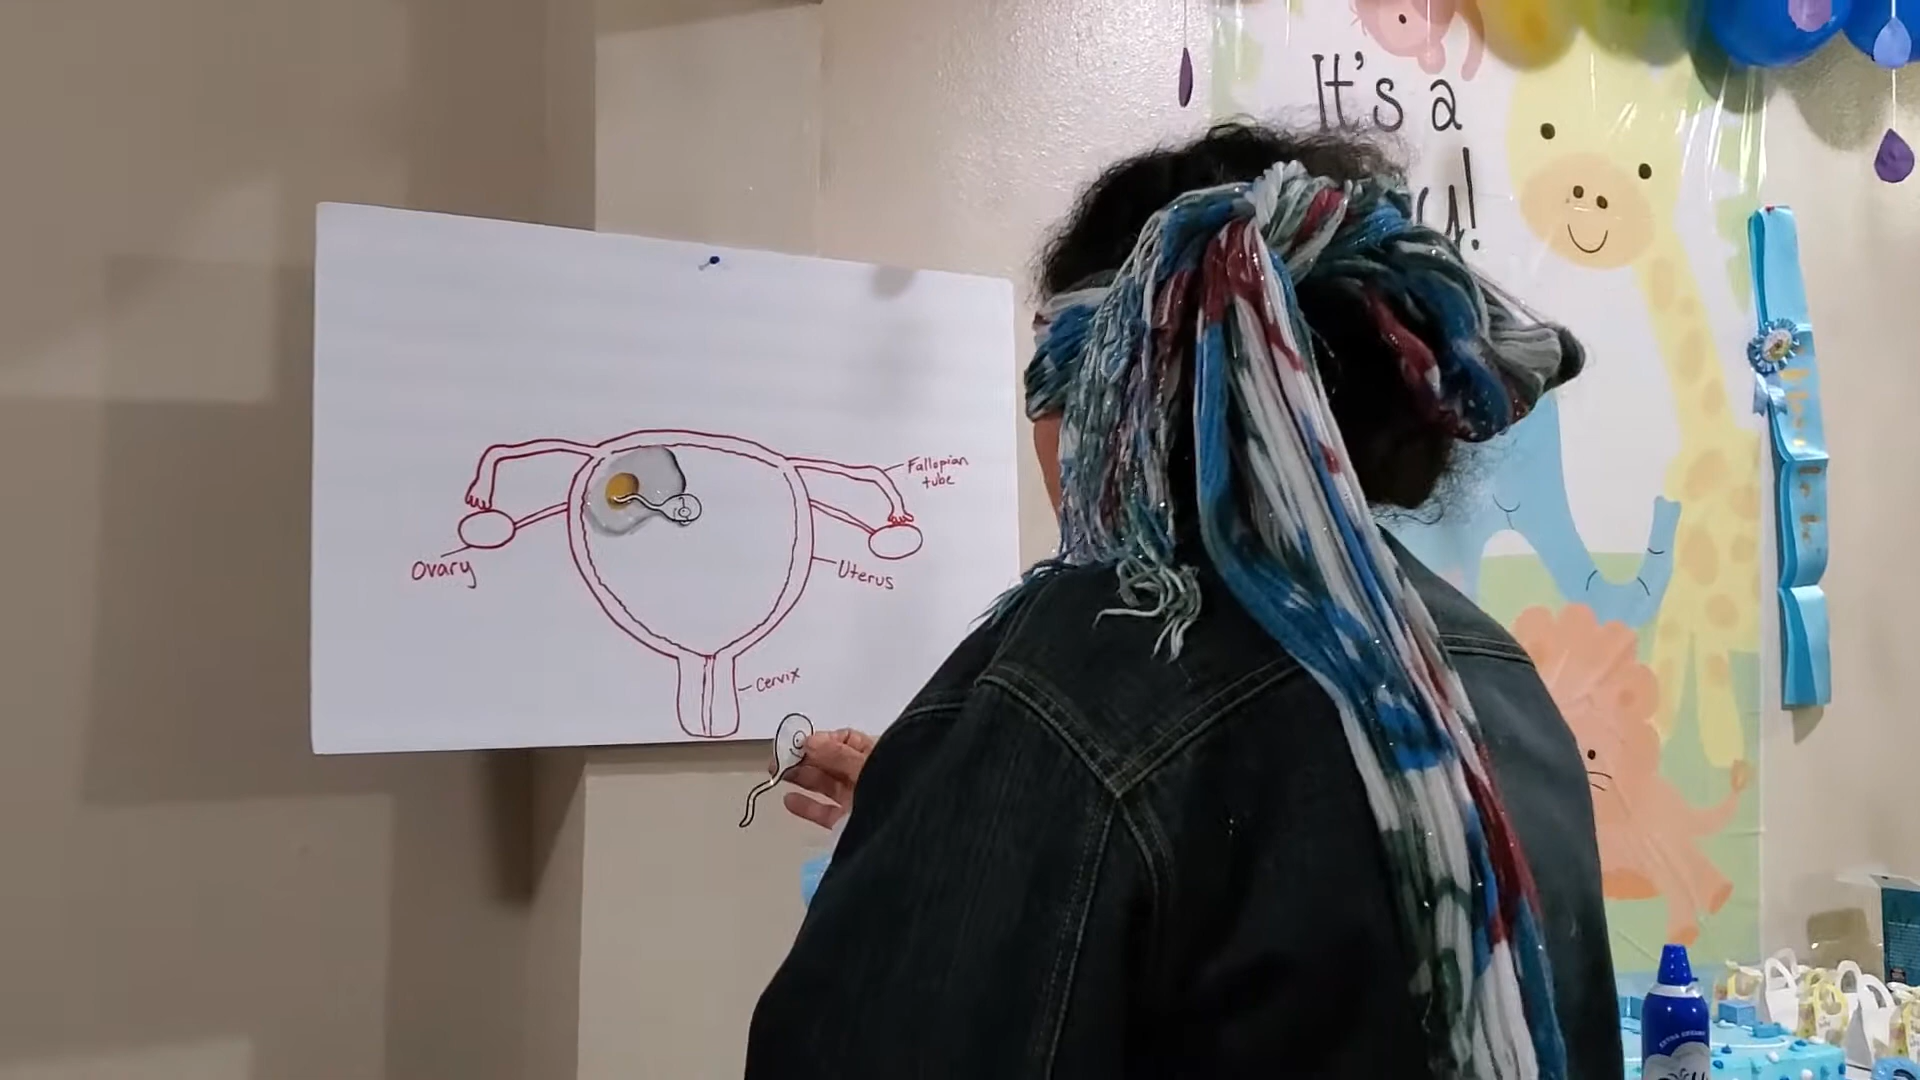 It's a
y!
Fallopian
tube
Ovary
Uterus
Cervix